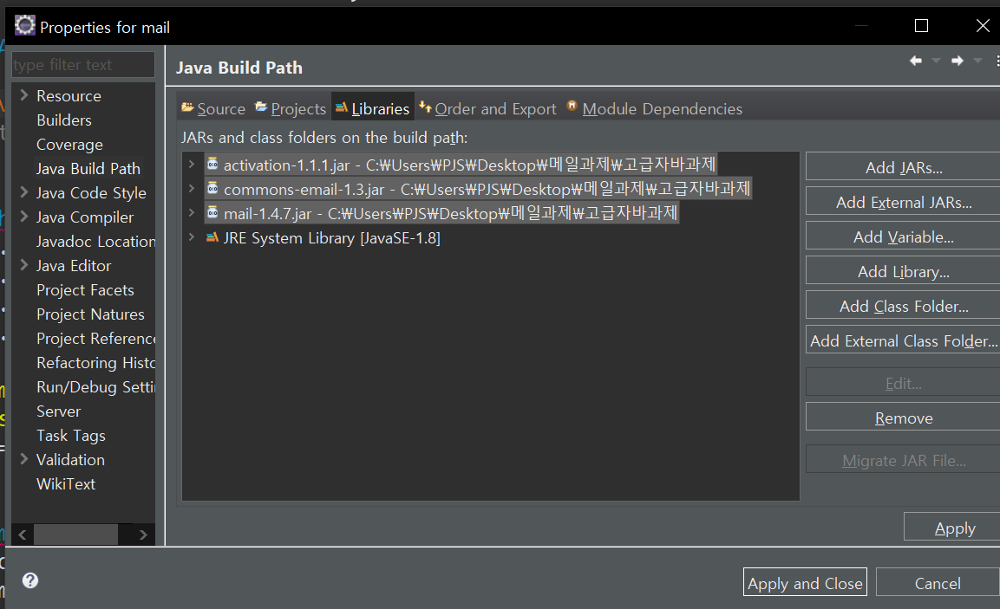 Properties for mail
type filter text
Resource
Builders
Coverage
Java Build Path
Java Code Style
Java Compiler
Javadoc Location
Java Editor
Project Facets
Project Natures
Project Reference
Refactoring Histo
Run/Debug Settin
Server
Task Tags
Validation
WikiText
Java Build Path
Source Projects Libraries Order and Export Module Dependencies
JARs and class folders on the build path:
activation-1.1.1.jar - C:₩Users₩PJS₩Desktop₩메일과제₩고급자바과제
commons-email-1.3.jar - C:₩Users₩PJS₩Desktop₩메일과제₩고급자바과제
mail-1.4.7.jar - C:₩Users₩PJS₩Desktop₩메일과제₩고급자바과제
JRE System Library [JavaSE-1.8]
Add JARs...
Add External JARs...
Add Variable...
Add Library...
Add Class Folder...
Add External Class Folder...
Edit...
Remove
Migrate JAR File...
Apply
Apply and Close
Cancel